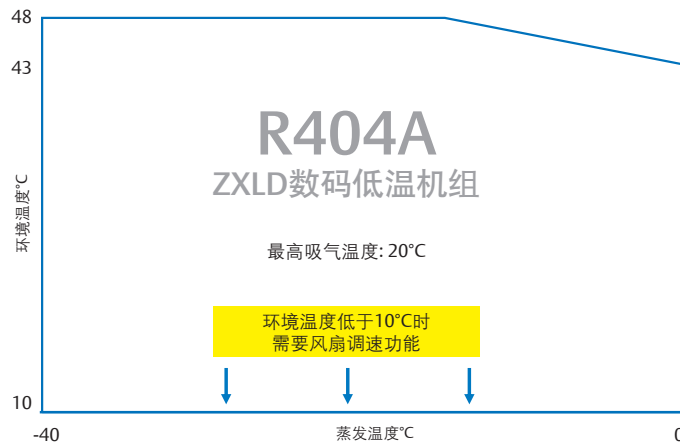 48
43
R404A
ZXLD数码低温机组
环境温度°C
最高吸气温度: 20°C
环境温度低于10°C时
需要风扇调速功能
10
-40
蒸发温度°C
0